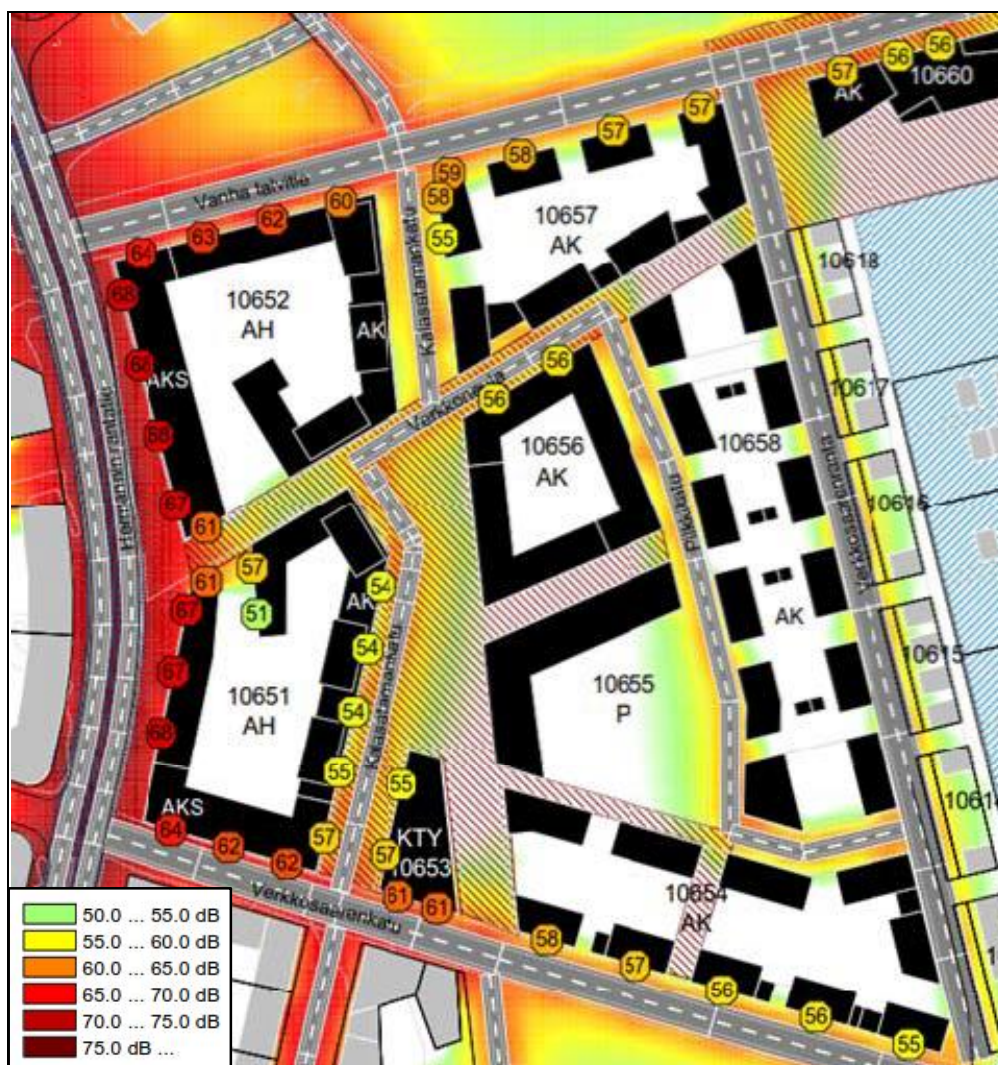 57
56
56
10660
AK
57
57
58
59
58
55
Vanha talvitie
60
62
63
64
68
10657
AK
10618
Kalasatamankatu
10652
AH
AK
68
AKS
68
67
61
Verkkoneula
56
56
10617
10658
10656
AK
10616
Pikkukatu
Verkkosaarenranta
Hermannin rantatie
57
61
51
67
54
AK
AK
54
67
10651
AH
54
10655
P
10615
68
Kalasatamankatu
55
55
AKS
64
62
62
57
57
KTY
10653
61
61
10654
AK
Verkkosaarenkatu
58
57
56
56
55
50.0 ... 55.0 dB
55.0 ... 60.0 dB
60.0 ... 65.0 dB
65.0 ... 70.0 dB
70.0 ... 75.0 dB
75.0 dB ...